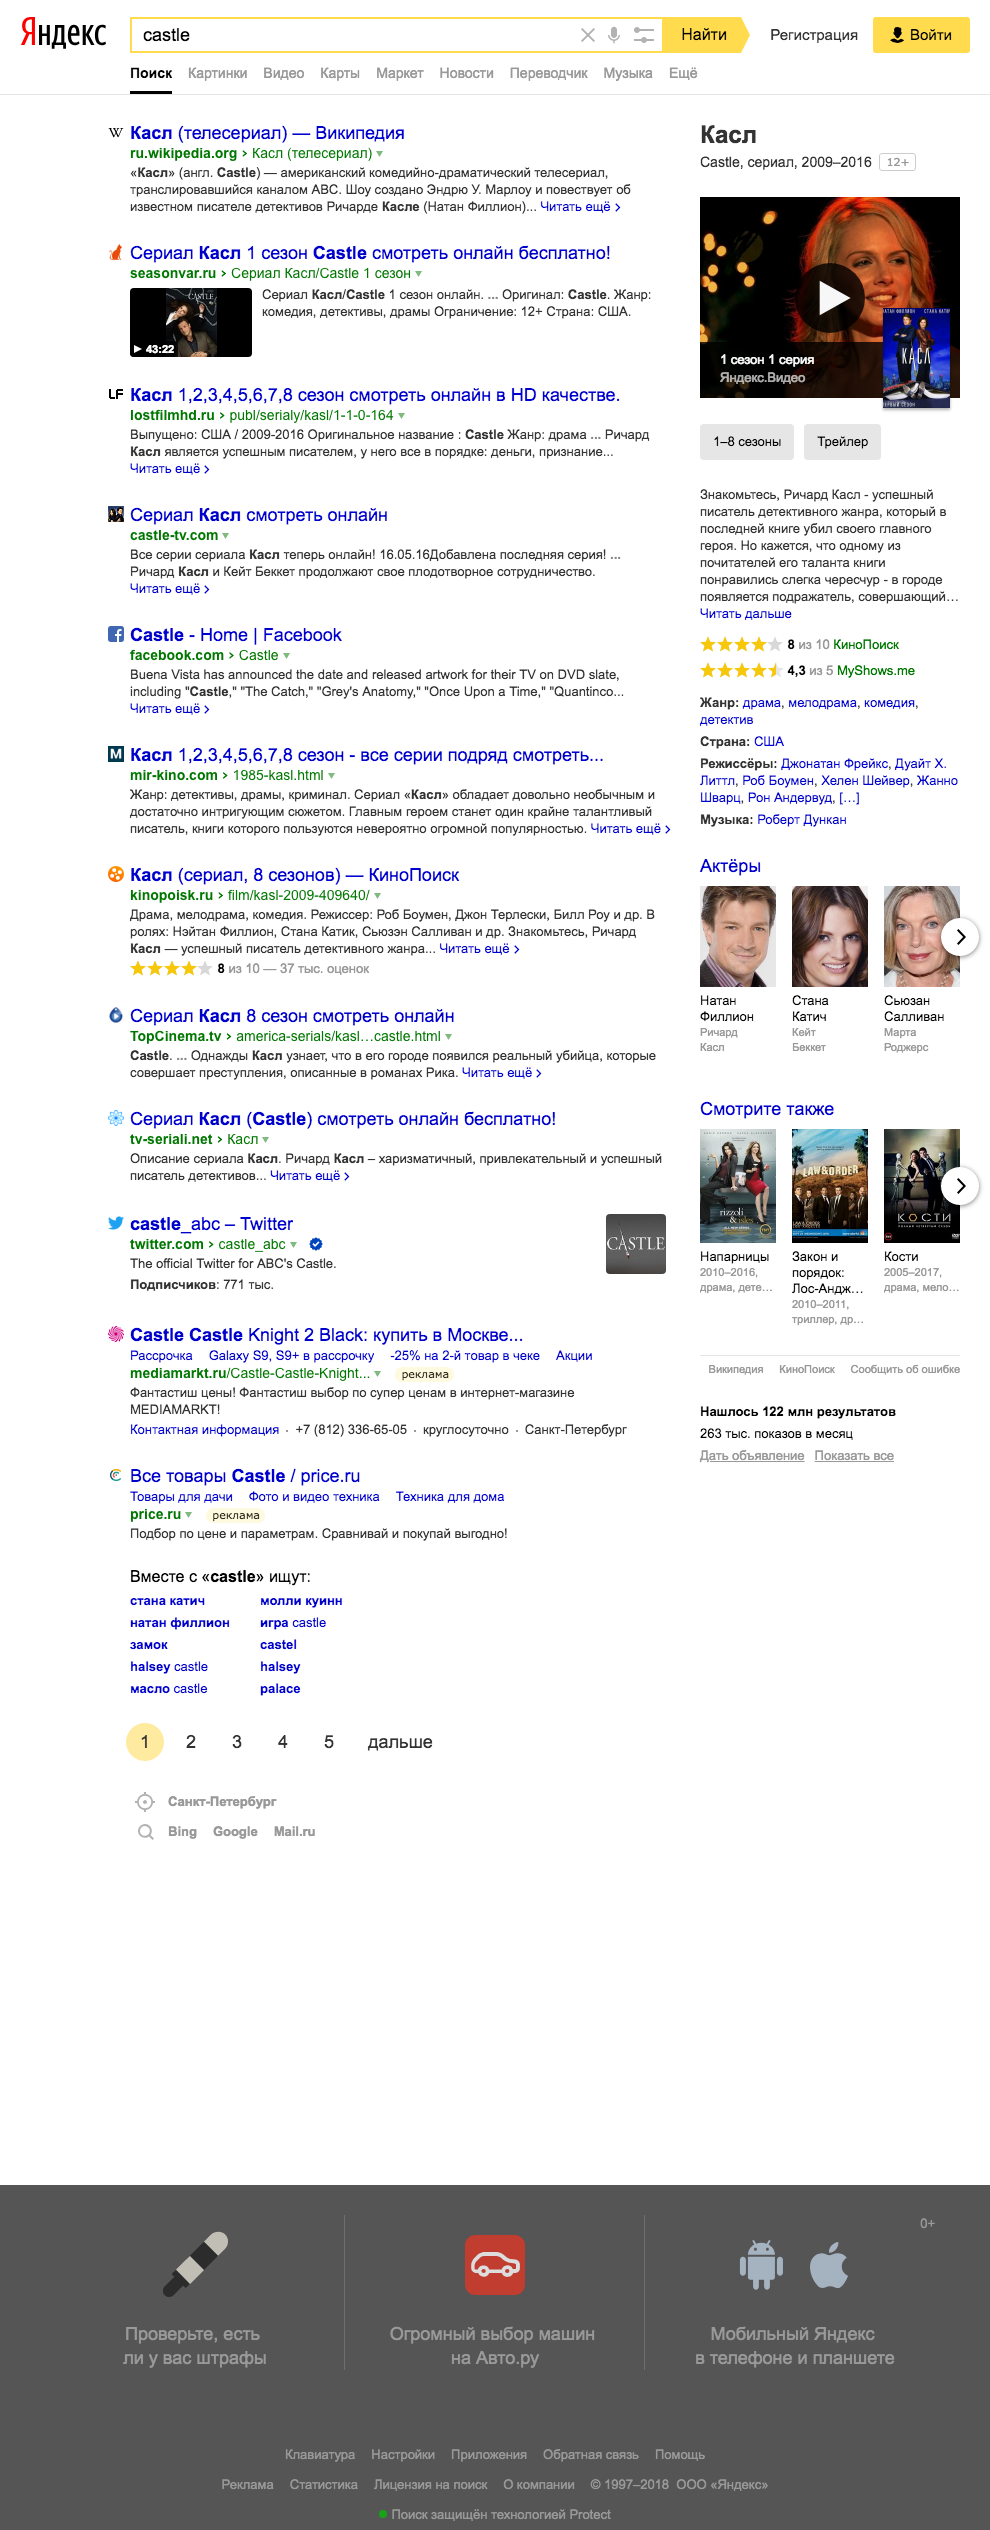 Яндекс
castle
Найти
Регистрация
Войти
Поиск Картинки Видео Карты Маркет Новости Переводчик Музыка Ещё
Касл (телесериал) — Википедия
ru.wikipedia.org › Касл (телесериал)
«Касл» (англ. Castle) — американский комедийно-драматический телесериал,
транслировавшийся каналом ABC. Шоу создано Эндрю У. Марлоу и повествует об
известном писателе детективов Ричарде Касле (Натан Филлион)... Читать ещё ›
Сериал Касл 1 сезон Castle смотреть онлайн бесплатно!
seasonvar.ru › Сериал Касл/Castle 1 сезон
CASTLE
43:22
Сериал Касл/Castle 1 сезон онлайн. ... Оригинал: Castle. Жанр:
комедия, детективы, драмы Ограничение: 12+ Страна: США.
LF
Касл 1,2,3,4,5,6,7,8 сезон смотреть онлайн в HD качестве.
lostfilmhd.ru › publ/serialy/kasl/1-1-0-164
Выпущено: США / 2009-2016 Оригинальное название : Castle Жанр: драма ... Ричард
Касл является успешным писателем, у него все в порядке: деньги, признание...
Читать ещё ›
Сериал Касл смотреть онлайн
castle-tv.com
Все серии сериала Касл теперь онлайн! 16.05.16Добавлена последняя серия! ...
Ричард Касл и Кейт Беккет продолжают свое плодотворное сотрудничество.
Читать ещё ›
Castle - Home | Facebook
facebook.com › Castle
Buena Vista has announced the date and released artwork for their TV on DVD slate,
including "Castle," "The Catch," "Grey's Anatomy," "Once Upon a Time," "Quantinco...
Читать ещё ›
M
Касл 1,2,3,4,5,6,7,8 сезон - все серии подряд смотреть...
mir-kino.com › 1985-kasl.html
Жанр: детективы, драмы, криминал. Сериал «Касл» обладает довольно необычным и
достаточно интригующим сюжетом. Главным героем станет один крайне талантливый
писатель, книги которого пользуются невероятно огромной популярностью. Читать ещё ›
Касл (сериал, 8 сезонов) — КиноПоиск
kinopoisk.ru › film/kasl-2009-409640/
Драма, мелодрама, комедия. Режиссер: Роб Боумен, Джон Терлески, Билл Роу и др. В
ролях: Нэйтан Филлион, Стана Катик, Сьюзэн Салливан и др. Знакомьтесь, Ричард
Касл — успешный писатель детективного жанра... Читать ещё ›
8 из 10 — 37 тыс. оценок
Сериал Касл 8 сезон смотреть онлайн
TopCinema.tv › america-serials/kasl…castle.html
Castle. ... Однажды Касл узнает, что в его городе появился реальный убийца, которые
совершает преступления, описанные в романах Рика. Читать ещё ›
Сериал Касл (Castle) смотреть онлайн бесплатно!
tv-seriali.net › Касл
Описание сериала Касл. Ричард Касл – харизматичный, привлекательный и успешный
писатель детективов... Читать ещё ›
castle_abc – Twitter
twitter.com › castle_abc
The official Twitter for ABC's Castle.
Подписчиков: 771 тыс.
CASTLE
Castle Castle Knight 2 Black: купить в Москве...
Рассрочка Galaxy S9, S9+ в рассрочку -25% на 2-й товар в чеке Акции
mediamarkt.ru/Castle-Castle-Knight... реклама
Фантастиш цены! Фантастиш выбор по супер ценам в интернет-магазине
MEDIAMARKT!
Контактная информация · +7 (812) 336-65-05 · круглосуточно · Санкт-Петербург
Все товары Castle / price.ru
Товары для дачи Фото и видео техника Техника для дома
price.ru реклама
Подбор по цене и параметрам. Сравнивай и покупай выгодно!
Вместе с «castle» ищут:
стана катич молли куинн
натан филлион игра castle
замок castel
halsey castle halsey
масло castle palace
1 2 3 4 5 дальше
Санкт-Петербург
Bing Google Mail.ru
Касл
Castle, сериал, 2009–2016 12+
1 сезон 1 серия
Яндекс.Видео
КАСЛ
1–8 сезоны Трейлер
Знакомьтесь, Ричард Касл - успешный
писатель детективного жанра, который в
последней книге убил своего главного
героя. Но кажется, что одному из
почитателей его таланта книги
понравились слегка чересчур - в городе
появляется подражатель, совершающий…
Читать дальше
8 из 10 КиноПоиск
4,3 из 5 MyShows.me
Жанр: драма, мелодрама, комедия,
детектив
Страна: США
Режиссёры: Джонатан Фрейкс, Дуайт Х.
Литтл, Роб Боумен, Хелен Шейвер, Жанно
Шварц, Рон Андервуд, […]
Музыка: Роберт Дункан
Актёры
Натан
Филлион
Ричард
Касл
Стана
Катич
Кейт
Беккет
Сьюзан
Салливан
Марта
Роджерс
Смотрите также
rizzoli
& isles
LAW & ORDER
КОСТИ
Напарницы
2010–2016,
драма, дете…
Закон и
порядок:
Лос-Андж…
2010–2011,
триллер, др…
Кости
2005–2017,
драма, мело…
Википедия КиноПоиск Сообщить об ошибке
Нашлось 122 млн результатов
263 тыс. показов в месяц
Дать объявление Показать все
0+
Проверьте, есть
ли у вас штрафы
Огромный выбор машин
на Авто.ру
Мобильный Яндекс
в телефоне и планшете
Клавиатура Настройки Приложения Обратная связь Помощь
Реклама Статистика Лицензия на поиск О компании © 1997–2018 ООО «Яндекс»
Поиск защищён технологией Protect